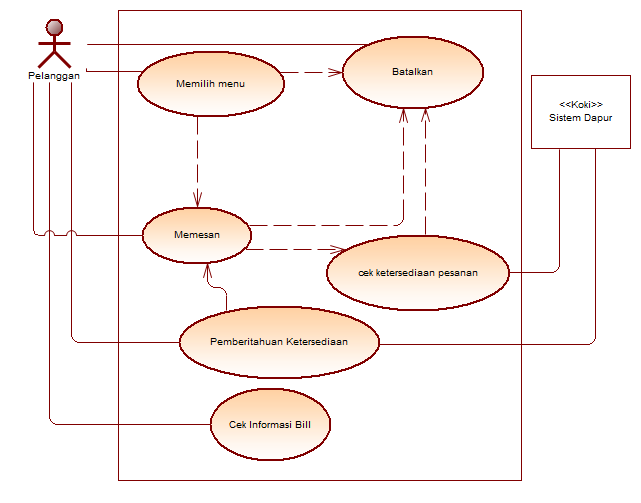 Pelanggan
Memilih menu
Batalkan
<<Koki>>
Sistem Dapur
Memesan
cek ketersediaan pesanan
Pemberitahuan Ketersediaan
Cek Informasi Bill